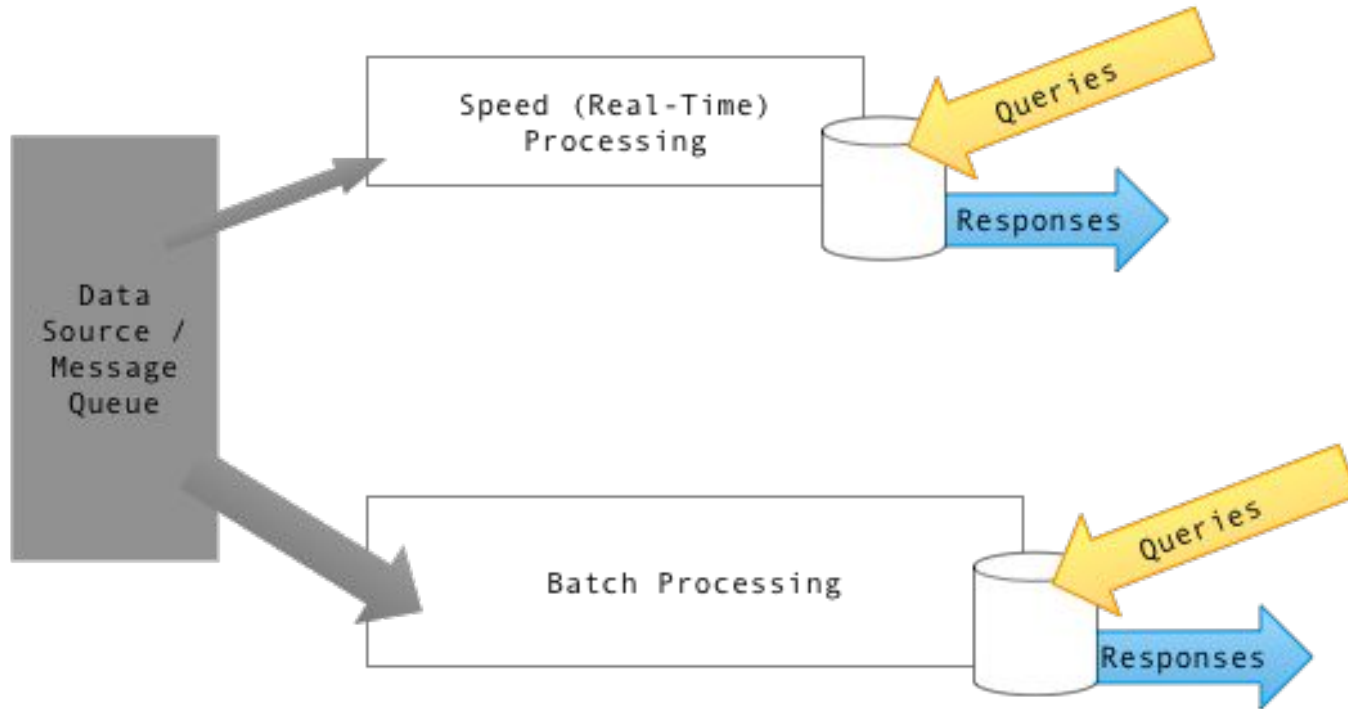 Speed (Real-Time)
Processing
Queries
Responses
Data
Source /
Message
Queue
Batch Processing
Queries
Responses